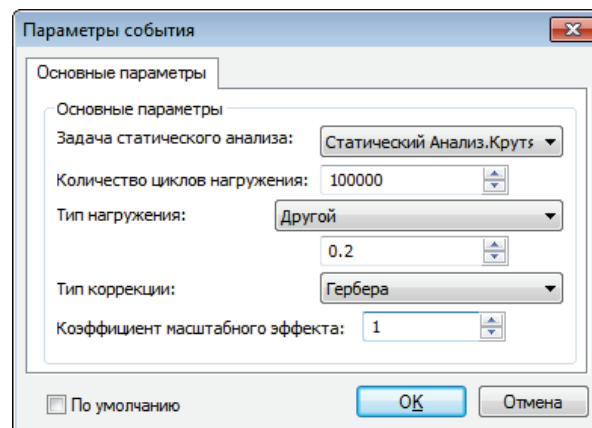 Параметры события
Основные параметры
Основные параметры
Задача статического анализа: Статический Анализ.Крутя
Количество циклов нагружения: 100000
Тип нагружения: Другой
0.2
Тип коррекции: Гербера
Коэффициент масштабного эффекта: 1
По умолчанию OK Отмена